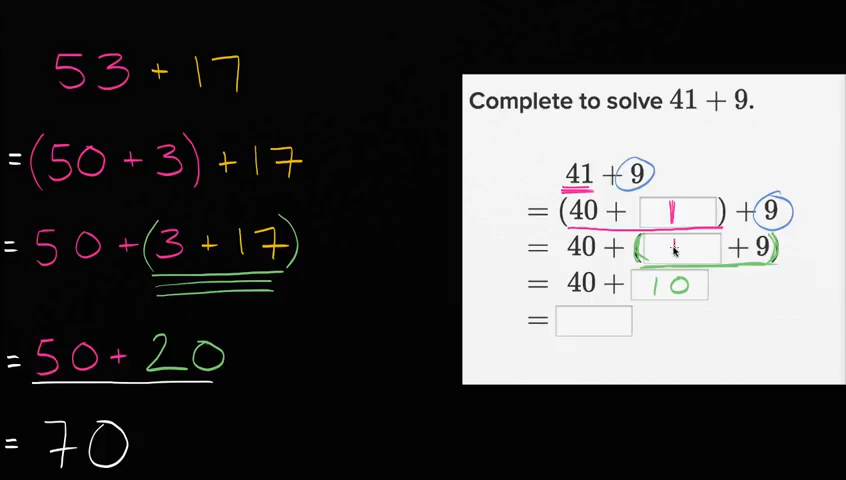 53 + 17
= (50 + 3) + 17
= 50 + (3 + 17)
= 50 + 20
= 70
Complete to solve 41 + 9.
41 + 9
= (40 + 1) + 9
= 40 + (1 + 9)
= 40 + 10
=